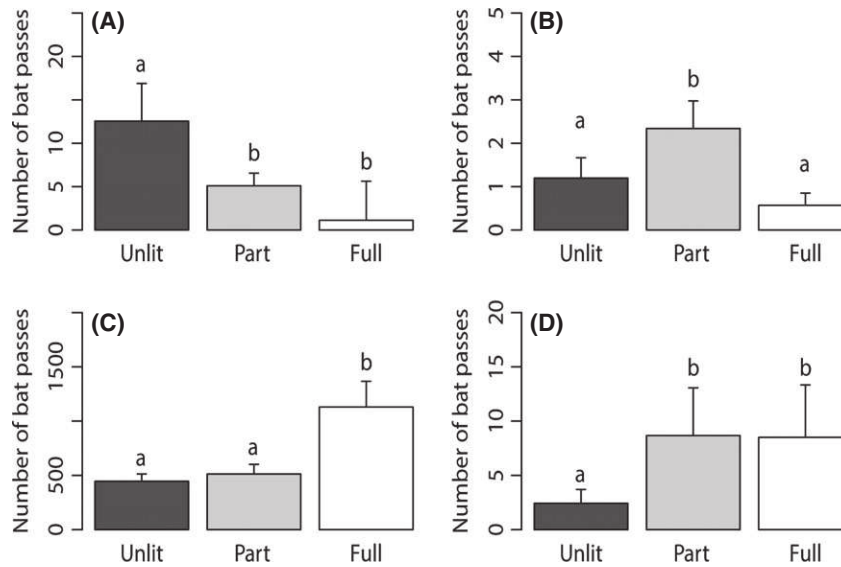 (A)
Number of bat passes
20
10
5
0
a
b
b
Unlit Part Full
(B)
Number of bat passes
5
4
3
2
1
0
a
b
a
Unlit Part Full
(C)
Number of bat passes
1500
500
0
a
a
b
Unlit Part Full
(D)
Number of bat passes
20
15
10
5
0
a
b
b
Unlit Part Full